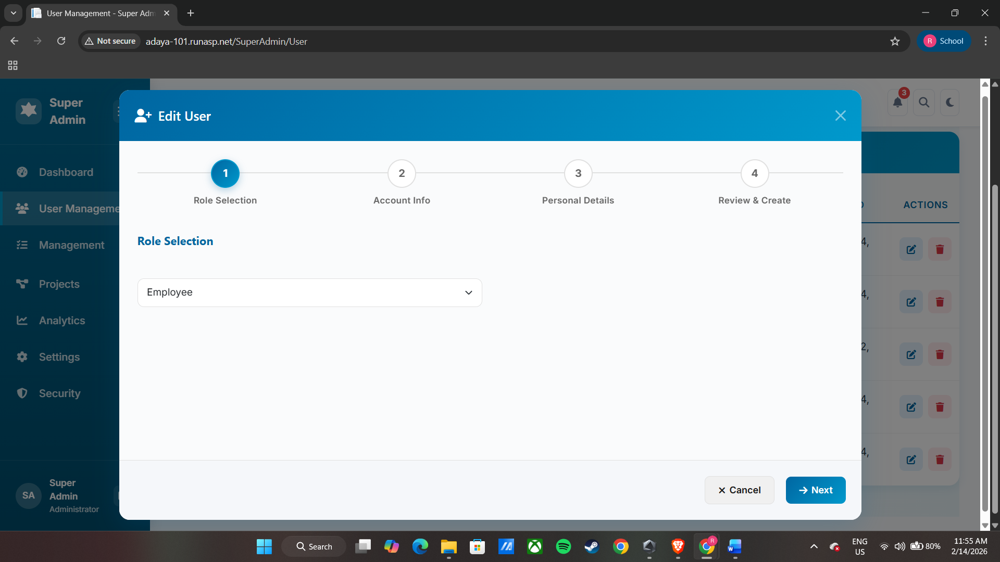 User Management - Super Adm
Not secure
adaya-101.runasp.net/SuperAdmin/User
R
School
Super
Admin
3
Edit User
1
2
3
4
Role Selection
Account Info
Personal Details
Review & Create
Dashboard
User Manageme
Management
Projects
Analytics
Settings
Security
ACTIONS
Role Selection
Employee
4,
4,
2,
4,
4,
SA
Super
Admin
Administrator
Cancel
Next
Search
R
ENG
US
80%
11:55 AM
2/14/2026